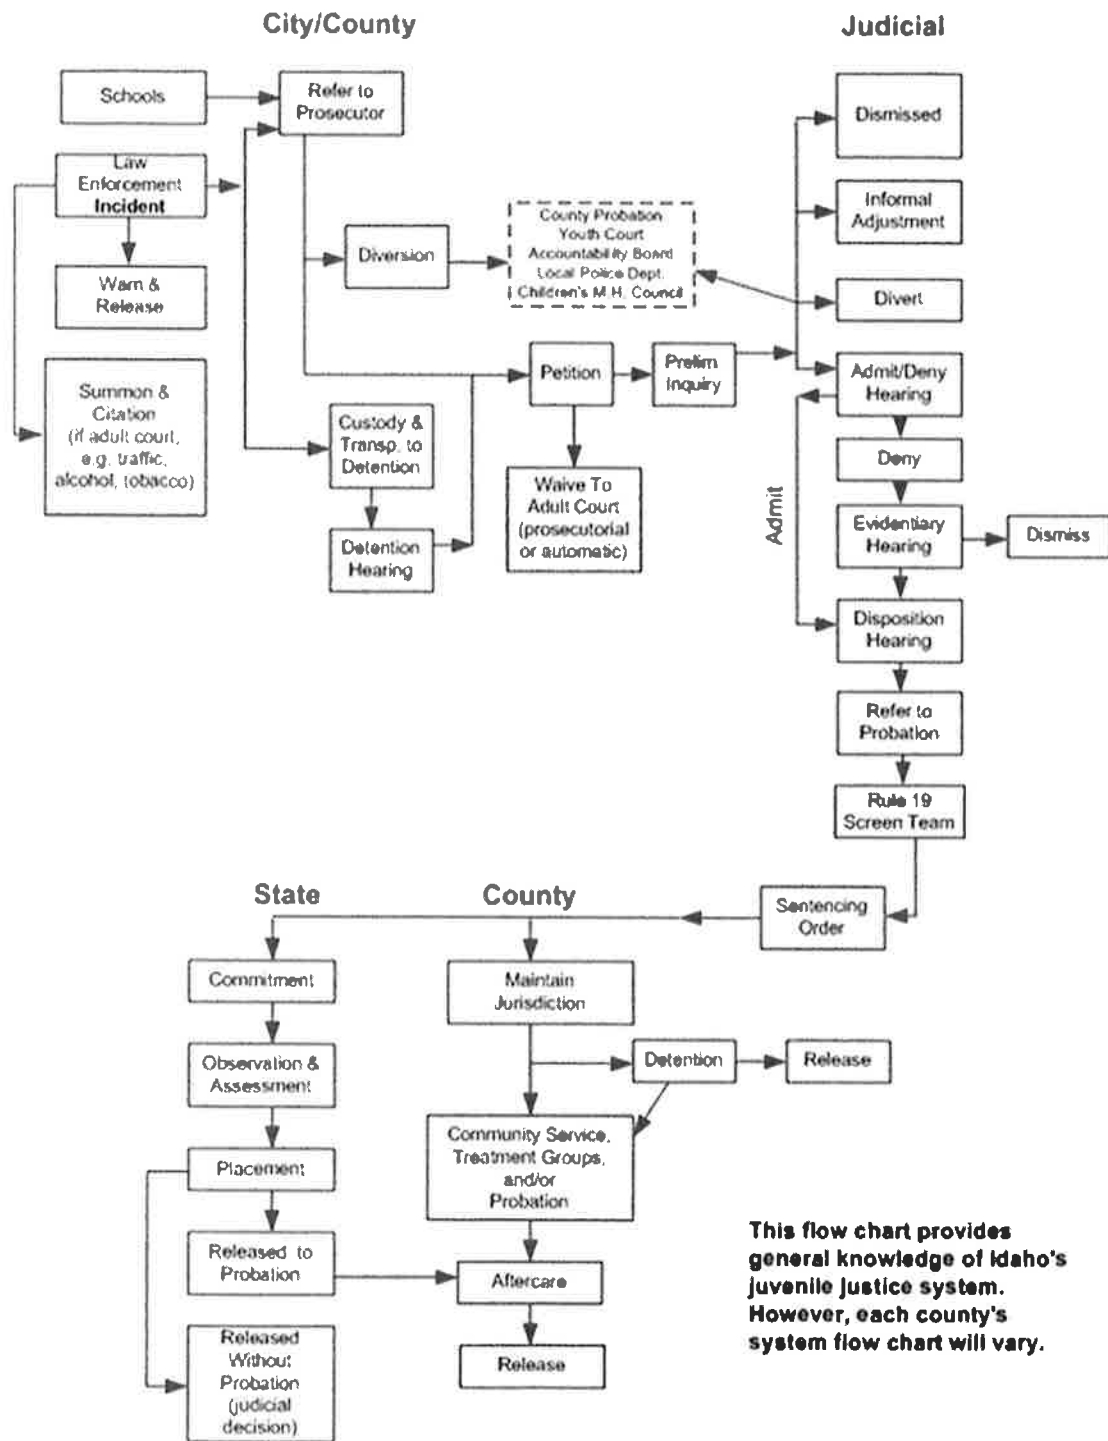 City/County
Judicial
Schools
Refer to
Prosecutor
Dismissed
Law
Enforcement
Incident
Informal
Adjustment
County Probation
Youth Court
Accountability Board
Local Police Dept.
Children's M.H. Council
Diversion
Warn &
Release
Divert
Petition
Prelim
Inquiry
Admit/Deny
Hearing
Summon &
Citation
(if adult court,
e.g. traffic,
alcohol, tobacco)
Custody &
Transp. to
Detention
Deny
Waive To
Adult Court
(prosecutorial
or automatic)
Admit
Evidentiary
Hearing
Dismiss
Detention
Hearing
Disposition
Hearing
Refer to
Probation
Rule 19
Screen Team
State
County
Sentencing
Order
Commitment
Maintain
Jurisdiction
Observation &
Assessment
Detention
Release
Community Service,
Treatment Groups,
and/or
Probation
Placement
Released to
Probation
Aftercare
This flow chart provides
general knowledge of Idaho's
juvenile justice system.
However, each county's
system flow chart will vary.
Released
Without
Probation
(judicial
decision)
Release